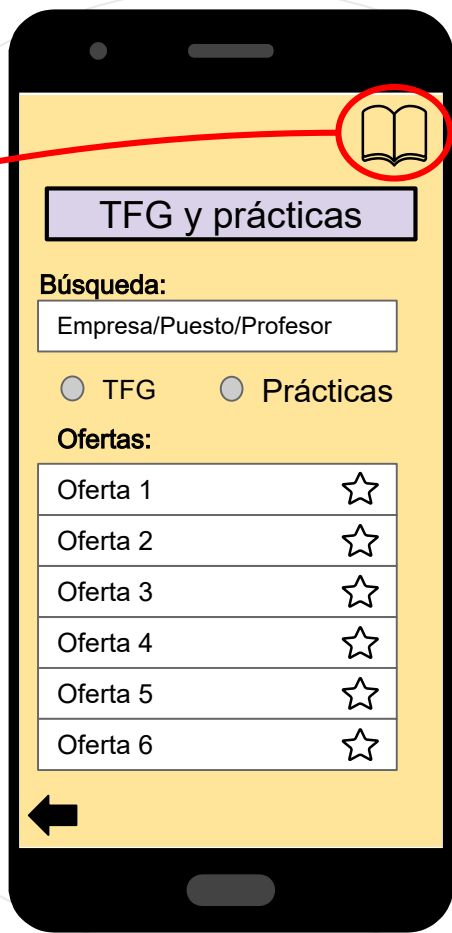 TFG y prácticas
Búsqueda:
Empresa/Puesto/Profesor
TFG Prácticas
Ofertas:
Oferta 1
Oferta 2
Oferta 3
Oferta 4
Oferta 5
Oferta 6